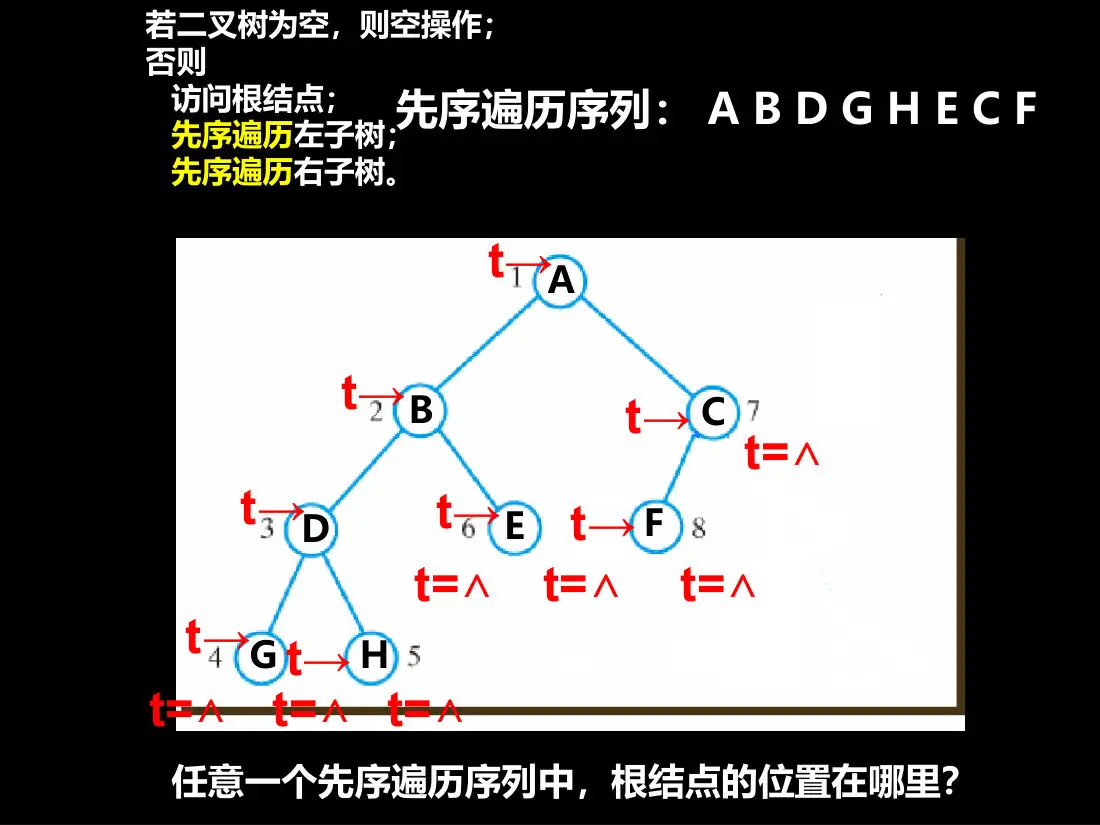 若二叉树为空，则空操作；
否则
访问根结点；
先序遍历左子树；
先序遍历右子树。
先序遍历序列： A B D G H E C F
t→
1 A
t→
2 B
t→ C 7
t=∧
t→
3 D
t→
6 E
t→ F 8
t=∧ t=∧ t=∧
t→
4 G
t→ H 5
t=∧ t=∧ t=∧
任意一个先序遍历序列中，根结点的位置在哪里？